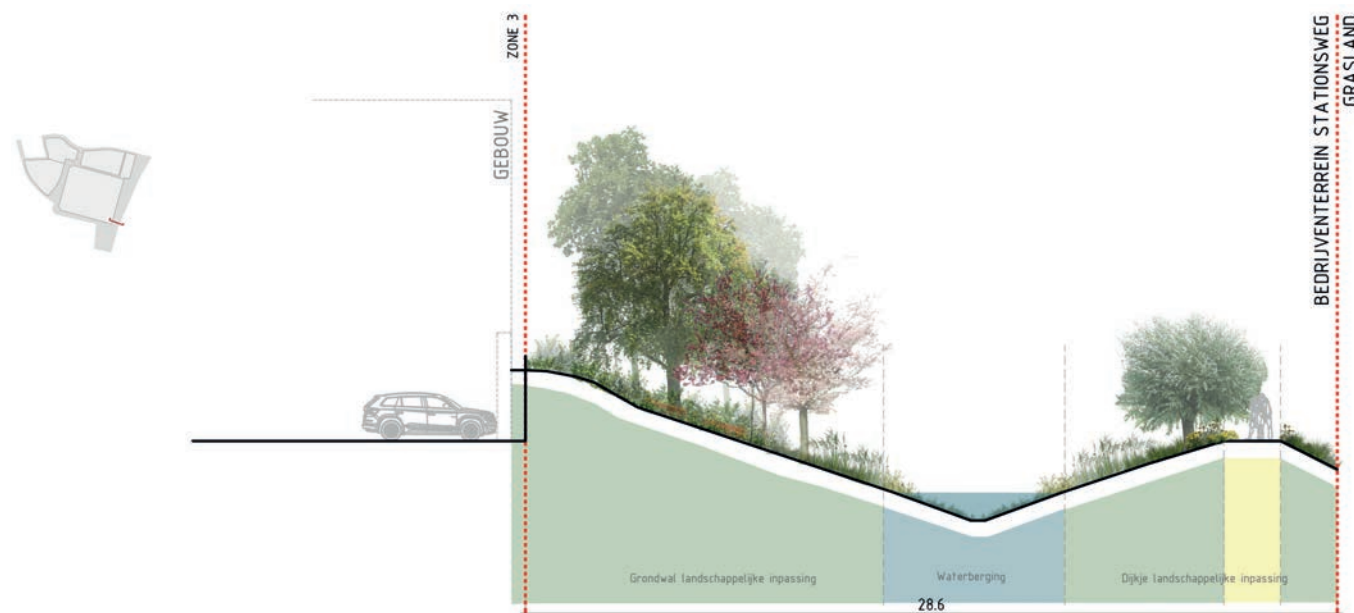 ZONE 3
GEBOUW
BEDRIJVENTERREIN STATIONSWEG
GRASLAND
Grondwal landschappelijke inpassing
Waterberging
Dijkje landschappelijke inpassing
28.6